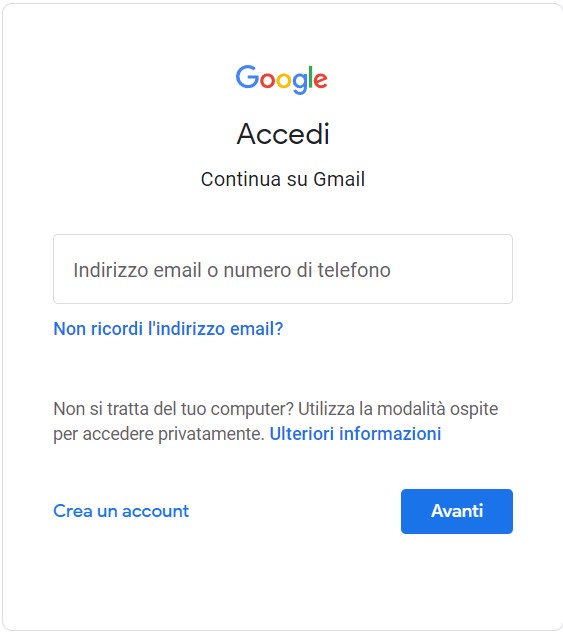 Google
Accedi
Continua su Gmail
Indirizzo email o numero di telefono
Non ricordi l'indirizzo email?
Non si tratta del tuo computer? Utilizza la modalità ospite
per accedere privatamente. Ulteriori informazioni
Crea un account
Avanti